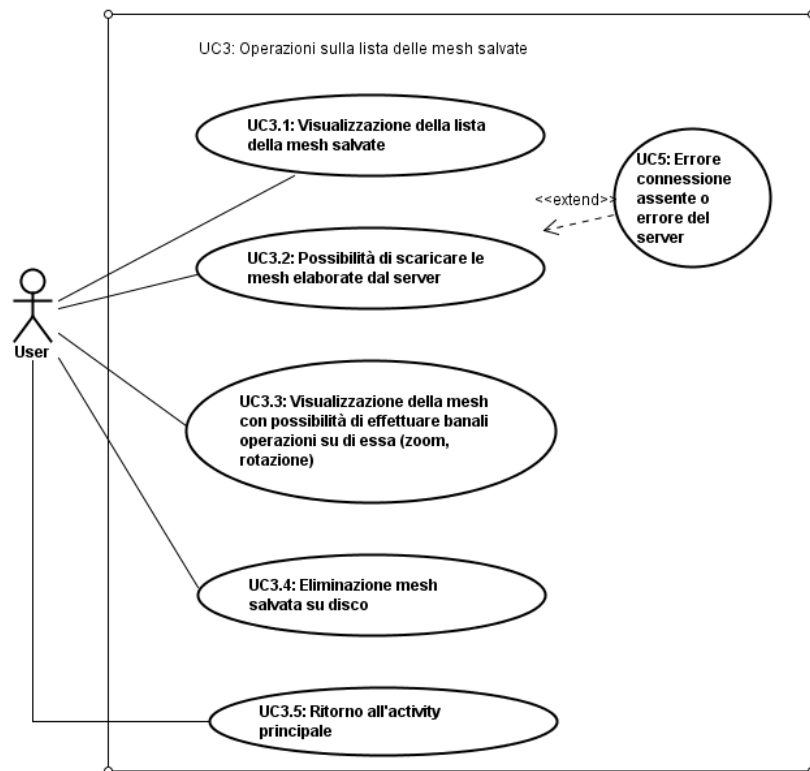 UC3: Operazioni sulla lista delle mesh salvate
UC3.1: Visualizzazione della lista
della mesh salvate
UC5: Errore
connessione
assente o
errore del
server
<<extend>>
UC3.2: Possibilità di scaricare le
mesh elaborate dal server
User
UC3.3: Visualizzazione della mesh
con possibilità di effettuare banali
operazioni su di essa (zoom,
rotazione)
UC3.4: Eliminazione mesh
salvata su disco
UC3.5: Ritorno all'activity
principale